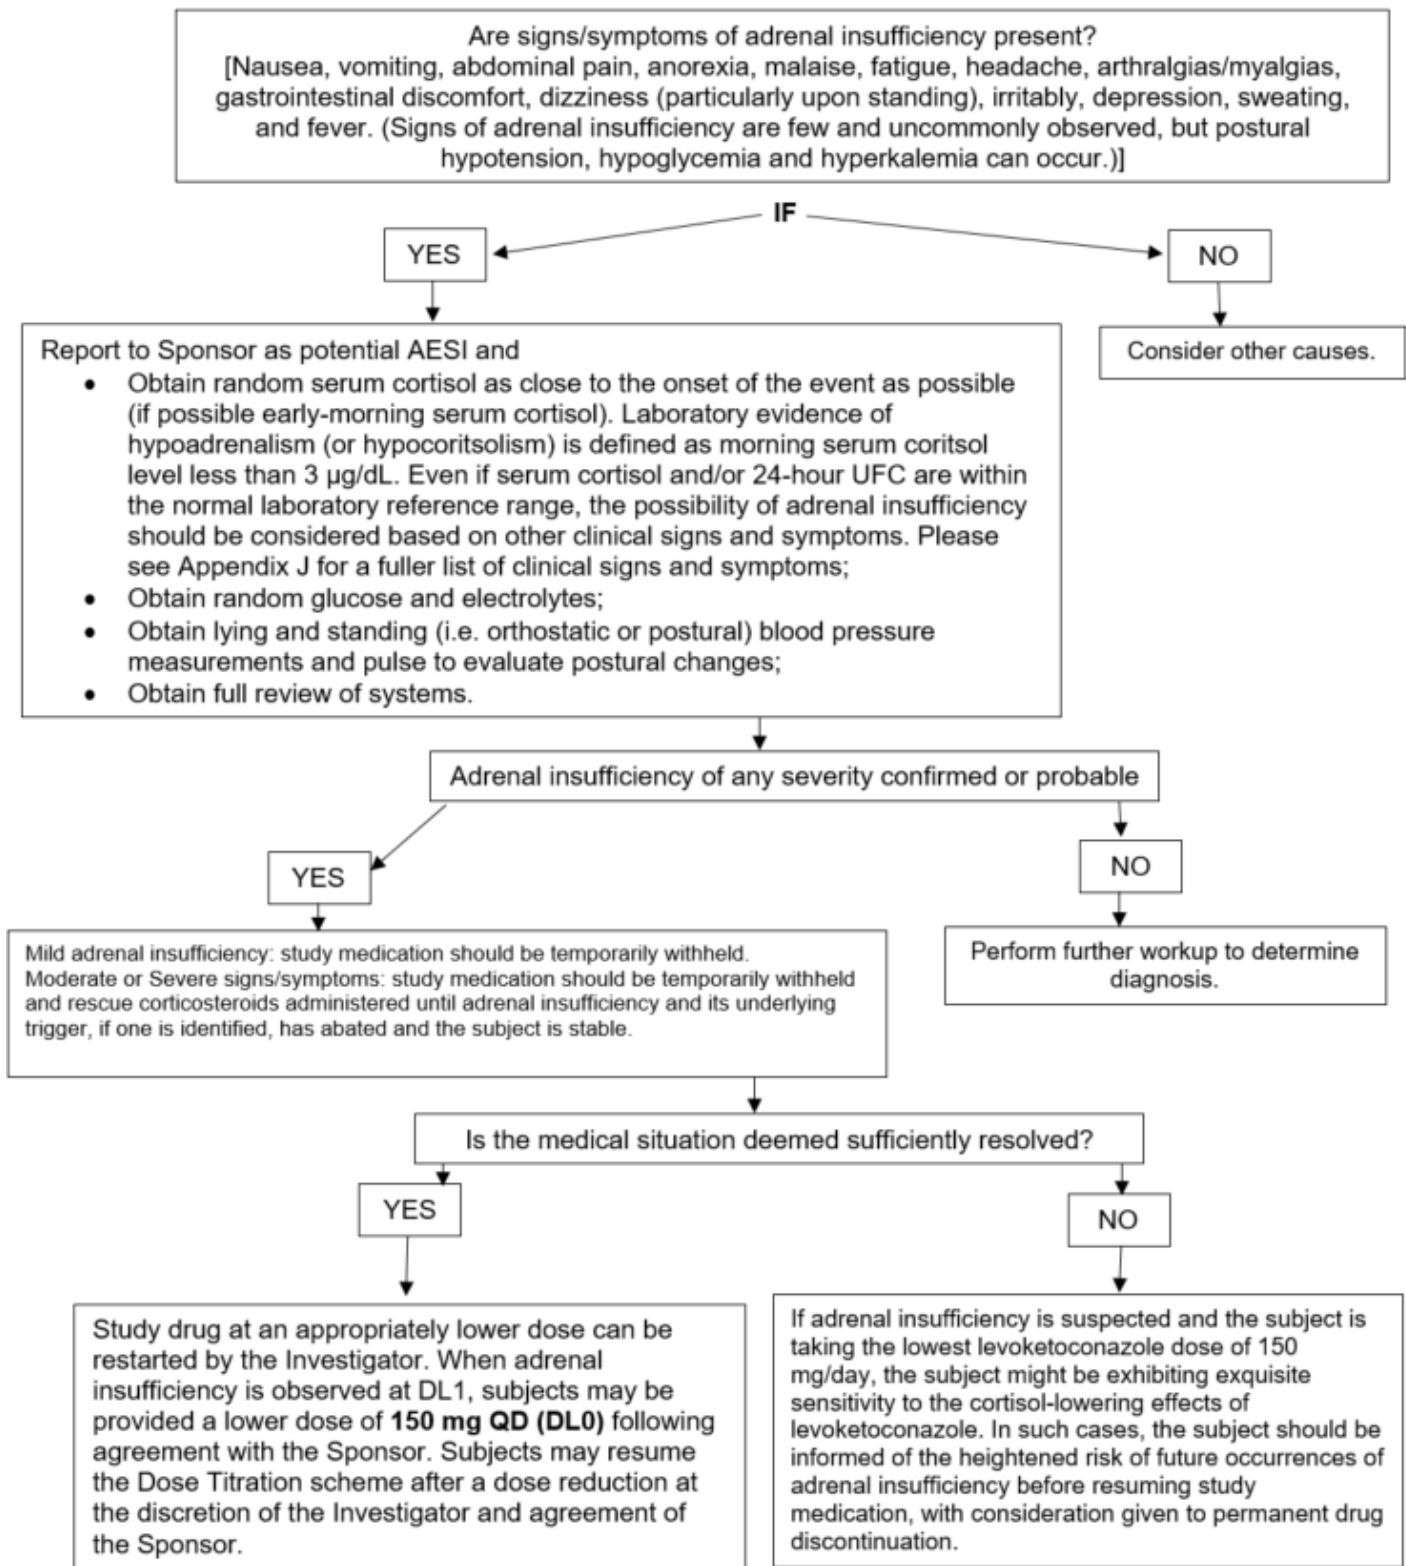 Are signs/symptoms of adrenal insufficiency present?
[Nausea, vomiting, abdominal pain, anorexia, malaise, fatigue, headache, arthralgias/myalgias,
gastrointestinal discomfort, dizziness (particularly upon standing), irritably, depression, sweating,
and fever. (Signs of adrenal insufficiency are few and uncommonly observed, but postural
hypotension, hypoglycemia and hyperkalemia can occur.)]
IF
YES
NO
Report to Sponsor as potential AESI and
• Obtain random serum cortisol as close to the onset of the event as possible
(if possible early-morning serum cortisol). Laboratory evidence of
hypoadrenalism (or hypocoritsolism) is defined as morning serum coritsol
level less than 3 µg/dL. Even if serum cortisol and/or 24-hour UFC are within
the normal laboratory reference range, the possibility of adrenal insufficiency
should be considered based on other clinical signs and symptoms. Please
see Appendix J for a fuller list of clinical signs and symptoms;
• Obtain random glucose and electrolytes;
• Obtain lying and standing (i.e. orthostatic or postural) blood pressure
measurements and pulse to evaluate postural changes;
• Obtain full review of systems.
Consider other causes.
Adrenal insufficiency of any severity confirmed or probable
YES
NO
Mild adrenal insufficiency: study medication should be temporarily withheld.
Moderate or Severe signs/symptoms: study medication should be temporarily withheld
and rescue corticosteroids administered until adrenal insufficiency and its underlying
trigger, if one is identified, has abated and the subject is stable.
Perform further workup to determine
diagnosis.
Is the medical situation deemed sufficiently resolved?
YES
NO
Study drug at an appropriately lower dose can be
restarted by the Investigator. When adrenal
insufficiency is observed at DL1, subjects may be
provided a lower dose of 150 mg QD (DL0) following
agreement with the Sponsor. Subjects may resume
the Dose Titration scheme after a dose reduction at
the discretion of the Investigator and agreement of
the Sponsor.
If adrenal insufficiency is suspected and the subject is
taking the lowest levoketoconazole dose of 150
mg/day, the subject might be exhibiting exquisite
sensitivity to the cortisol-lowering effects of
levoketoconazole. In such cases, the subject should be
informed of the heightened risk of future occurrences of
adrenal insufficiency before resuming study
medication, with consideration given to permanent drug
discontinuation.